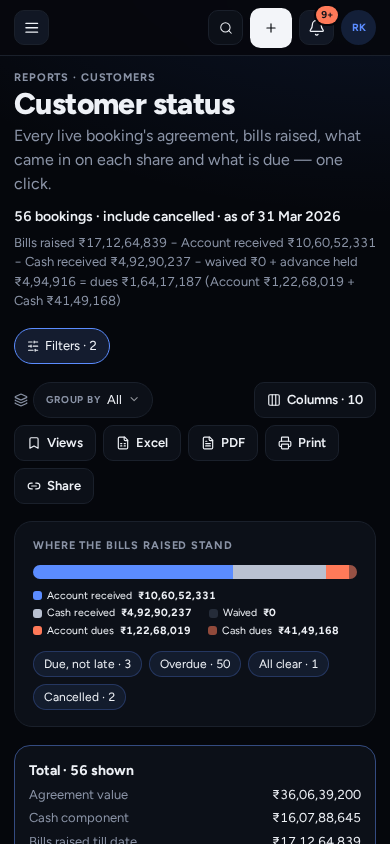 9+
RK
REPORTS · CUSTOMERS
Customer status
Every live booking's agreement, bills raised, what
came in on each share and what is due — one
click.
56 bookings · include cancelled · as of 31 Mar 2026
Bills raised ₹17,12,64,839 − Account received ₹10,60,52,331
− Cash received ₹4,92,90,237 − waived ₹0 + advance held
₹4,94,916 = dues ₹1,64,17,187 (Account ₹1,22,68,019 +
Cash ₹41,49,168)
Filters · 2
GROUP BY All
Columns · 10
Views
Excel
PDF
Print
Share
WHERE THE BILLS RAISED STAND
Account received ₹10,60,52,331
Cash received ₹4,92,90,237 Waived ₹0
Account dues ₹1,22,68,019 Cash dues ₹41,49,168
Due, not late · 3 Overdue · 50 All clear · 1
Cancelled · 2
Total · 56 shown
Agreement value ₹36,06,39,200
Cash component ₹16,07,88,645
Bills raised till date ₹17,12,64,839